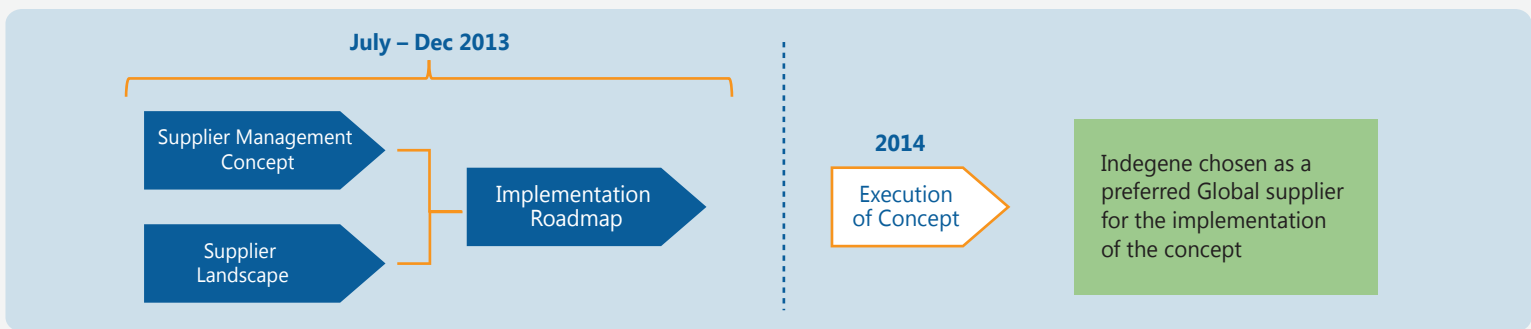 July – Dec 2013
Supplier Management
Concept
Supplier
Landscape
Implementation
Roadmap
2014
Execution
of Concept
Indegene chosen as a
preferred Global supplier
for the implementation
of the concept